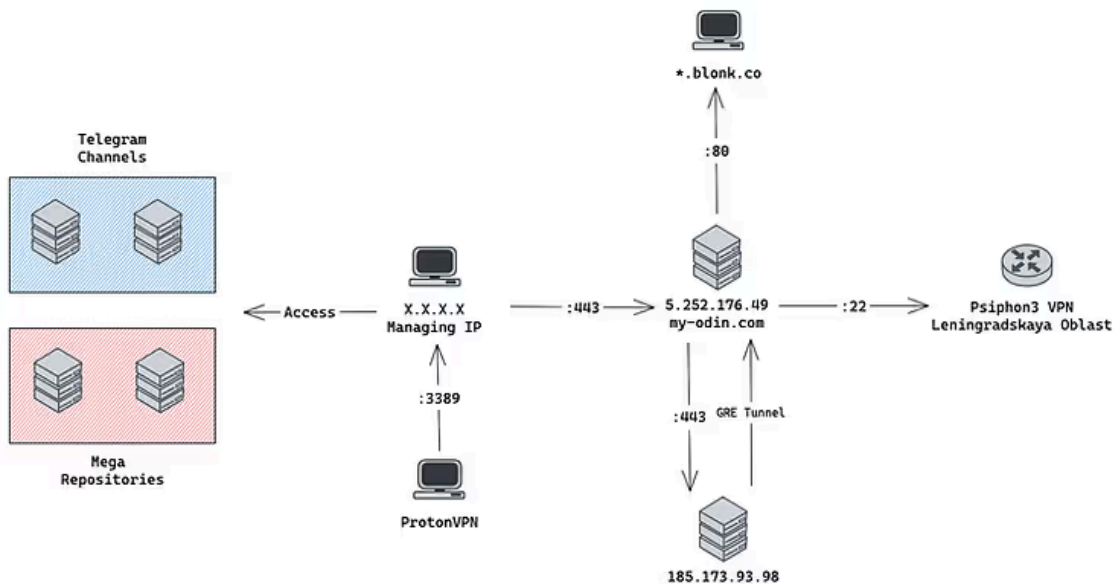 *.blonk.co
:80
Telegram
Channels
Access
X.X.X.X
Managing IP
:443
5.252.176.49
my-odin.com
:22
Psiphon3 VPN
Leningradskaya Oblast
:3389
:443
GRE Tunnel
Mega
Repositories
ProtonVPN
185.173.93.98